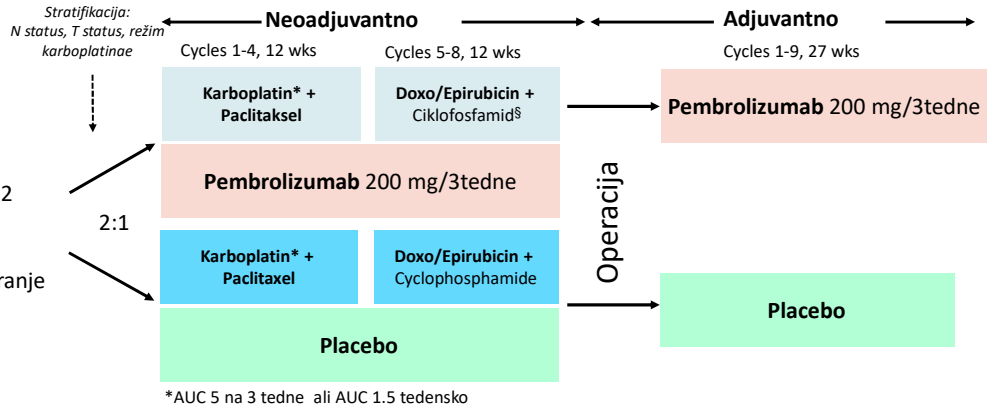 Stratifikacija:
N status, T status, režim
karboplatinae
Neoadjuvantno
Adjuvantno
Cycles 1-4, 12 wks
Cycles 5-8, 12 wks
Cycles 1-9, 27 wks
Karboplatin* +
Paclitaksel
Doxo/Epirubicin +
Ciklofosfamid§
Pembrolizumab 200 mg/3tedne
Pembrolizumab 200 mg/3tedne
2
2:1
ranje
Karboplatin* +
Paclitaxel
Doxo/Epirubicin +
Cyclophosphamide
Placebo
Operacija
Placebo
*AUC 5 na 3 tedne ali AUC 1.5 tedensko